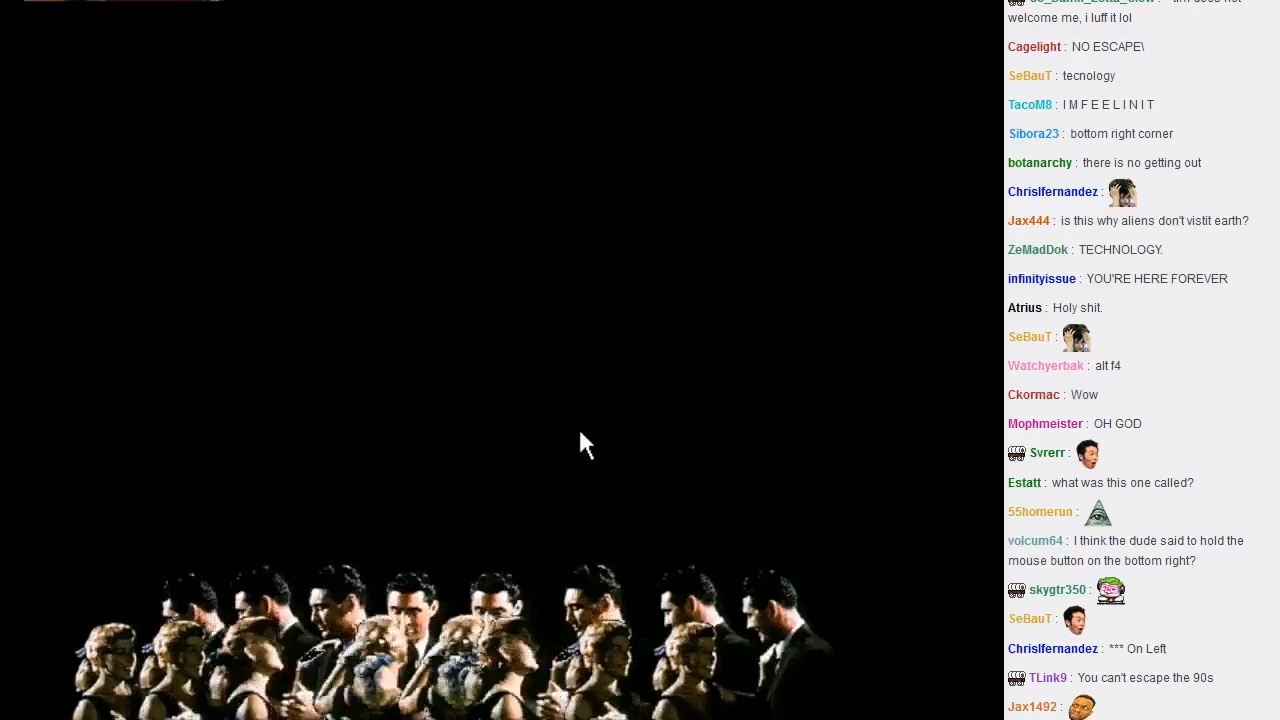 welcome me, i luff it lol
Cagelight : NO ESCAPE\
SeBauT : tecnology
TacoM8 : I M F E E L I N I T
Sibora23 : bottom right corner
botanarchy : there is no getting out
ChrisIfernandez :
Jax444 : is this why aliens don't vistit earth?
ZeMadDok : TECHNOLOGY.
infinityissue : YOU'RE HERE FOREVER
Atrius : Holy shit.
SeBauT :
Watchyerbak : alt f4
Ckormac : Wow
Mophmeister : OH GOD
Svrerr :
Estatt : what was this one called?
55homerun :
volcum64 : I think the dude said to hold the
mouse button on the bottom right?
skygtr350 :
SeBauT :
ChrisIfernandez : *** On Left
TLink9 : You can't escape the 90s
Jax1492 :